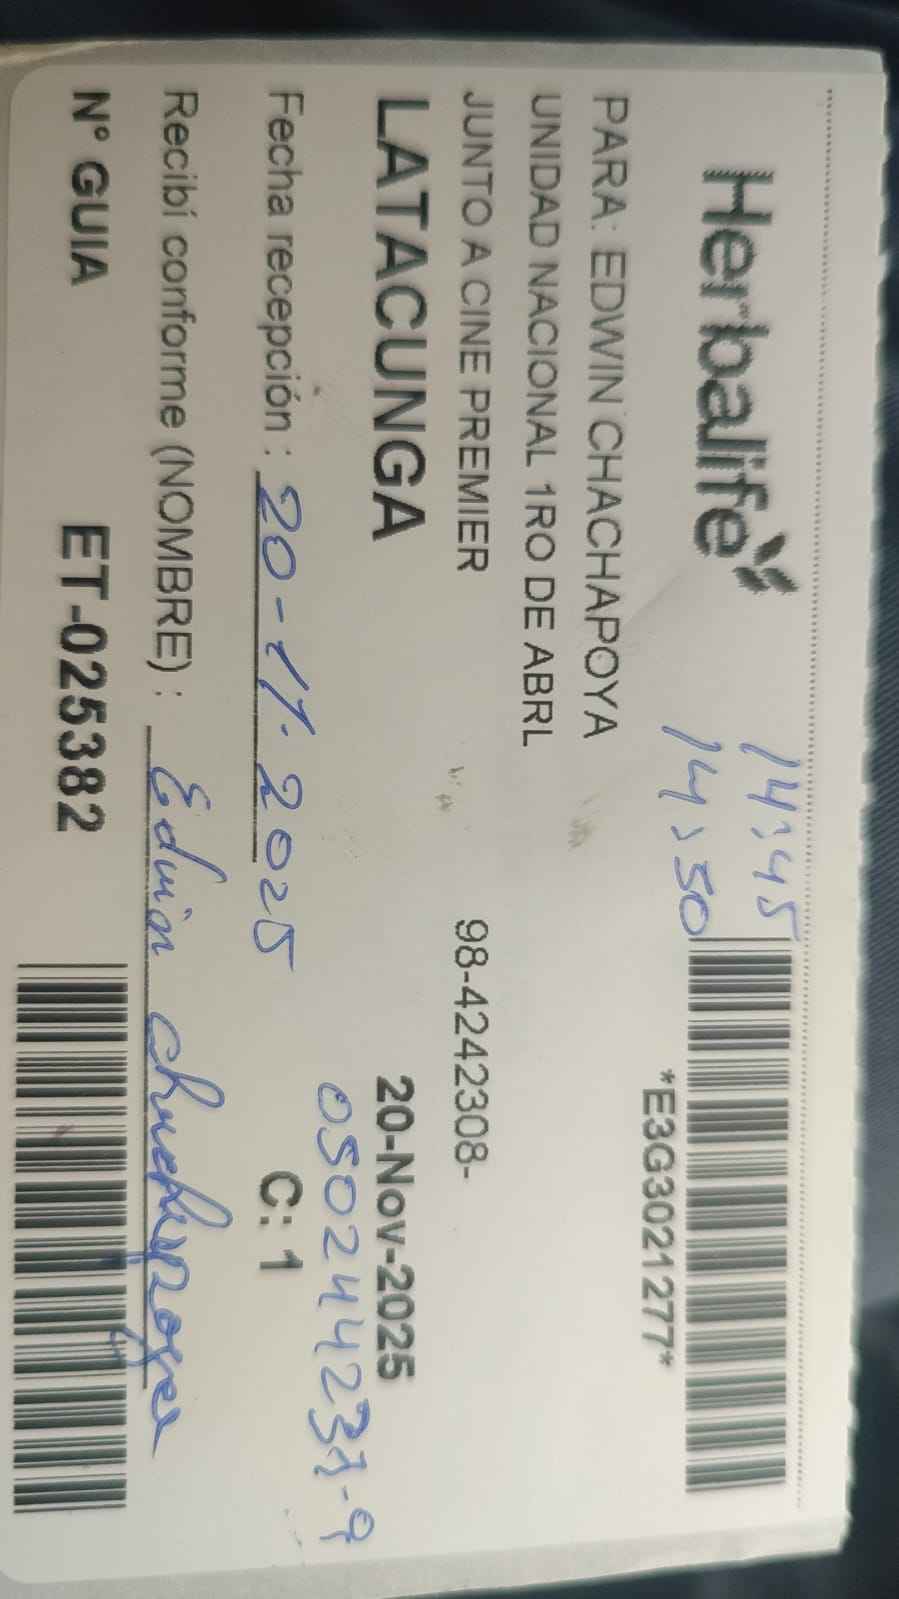 Herbalife
14:45
14:50
*E3G3021277*
PARA: EDWIN CHACHAPOYA
UNIDAD NACIONAL 1RO DE ABRL
JUNTO A CINE PREMIER 98-4242308-
LATACUNGA 20-Nov-2025
050244231-9
Fecha recepción : 20-11-2025 C: 1
Recibí conforme (NOMBRE) : Edwin Chachapoya
N° GUIA ET-025382